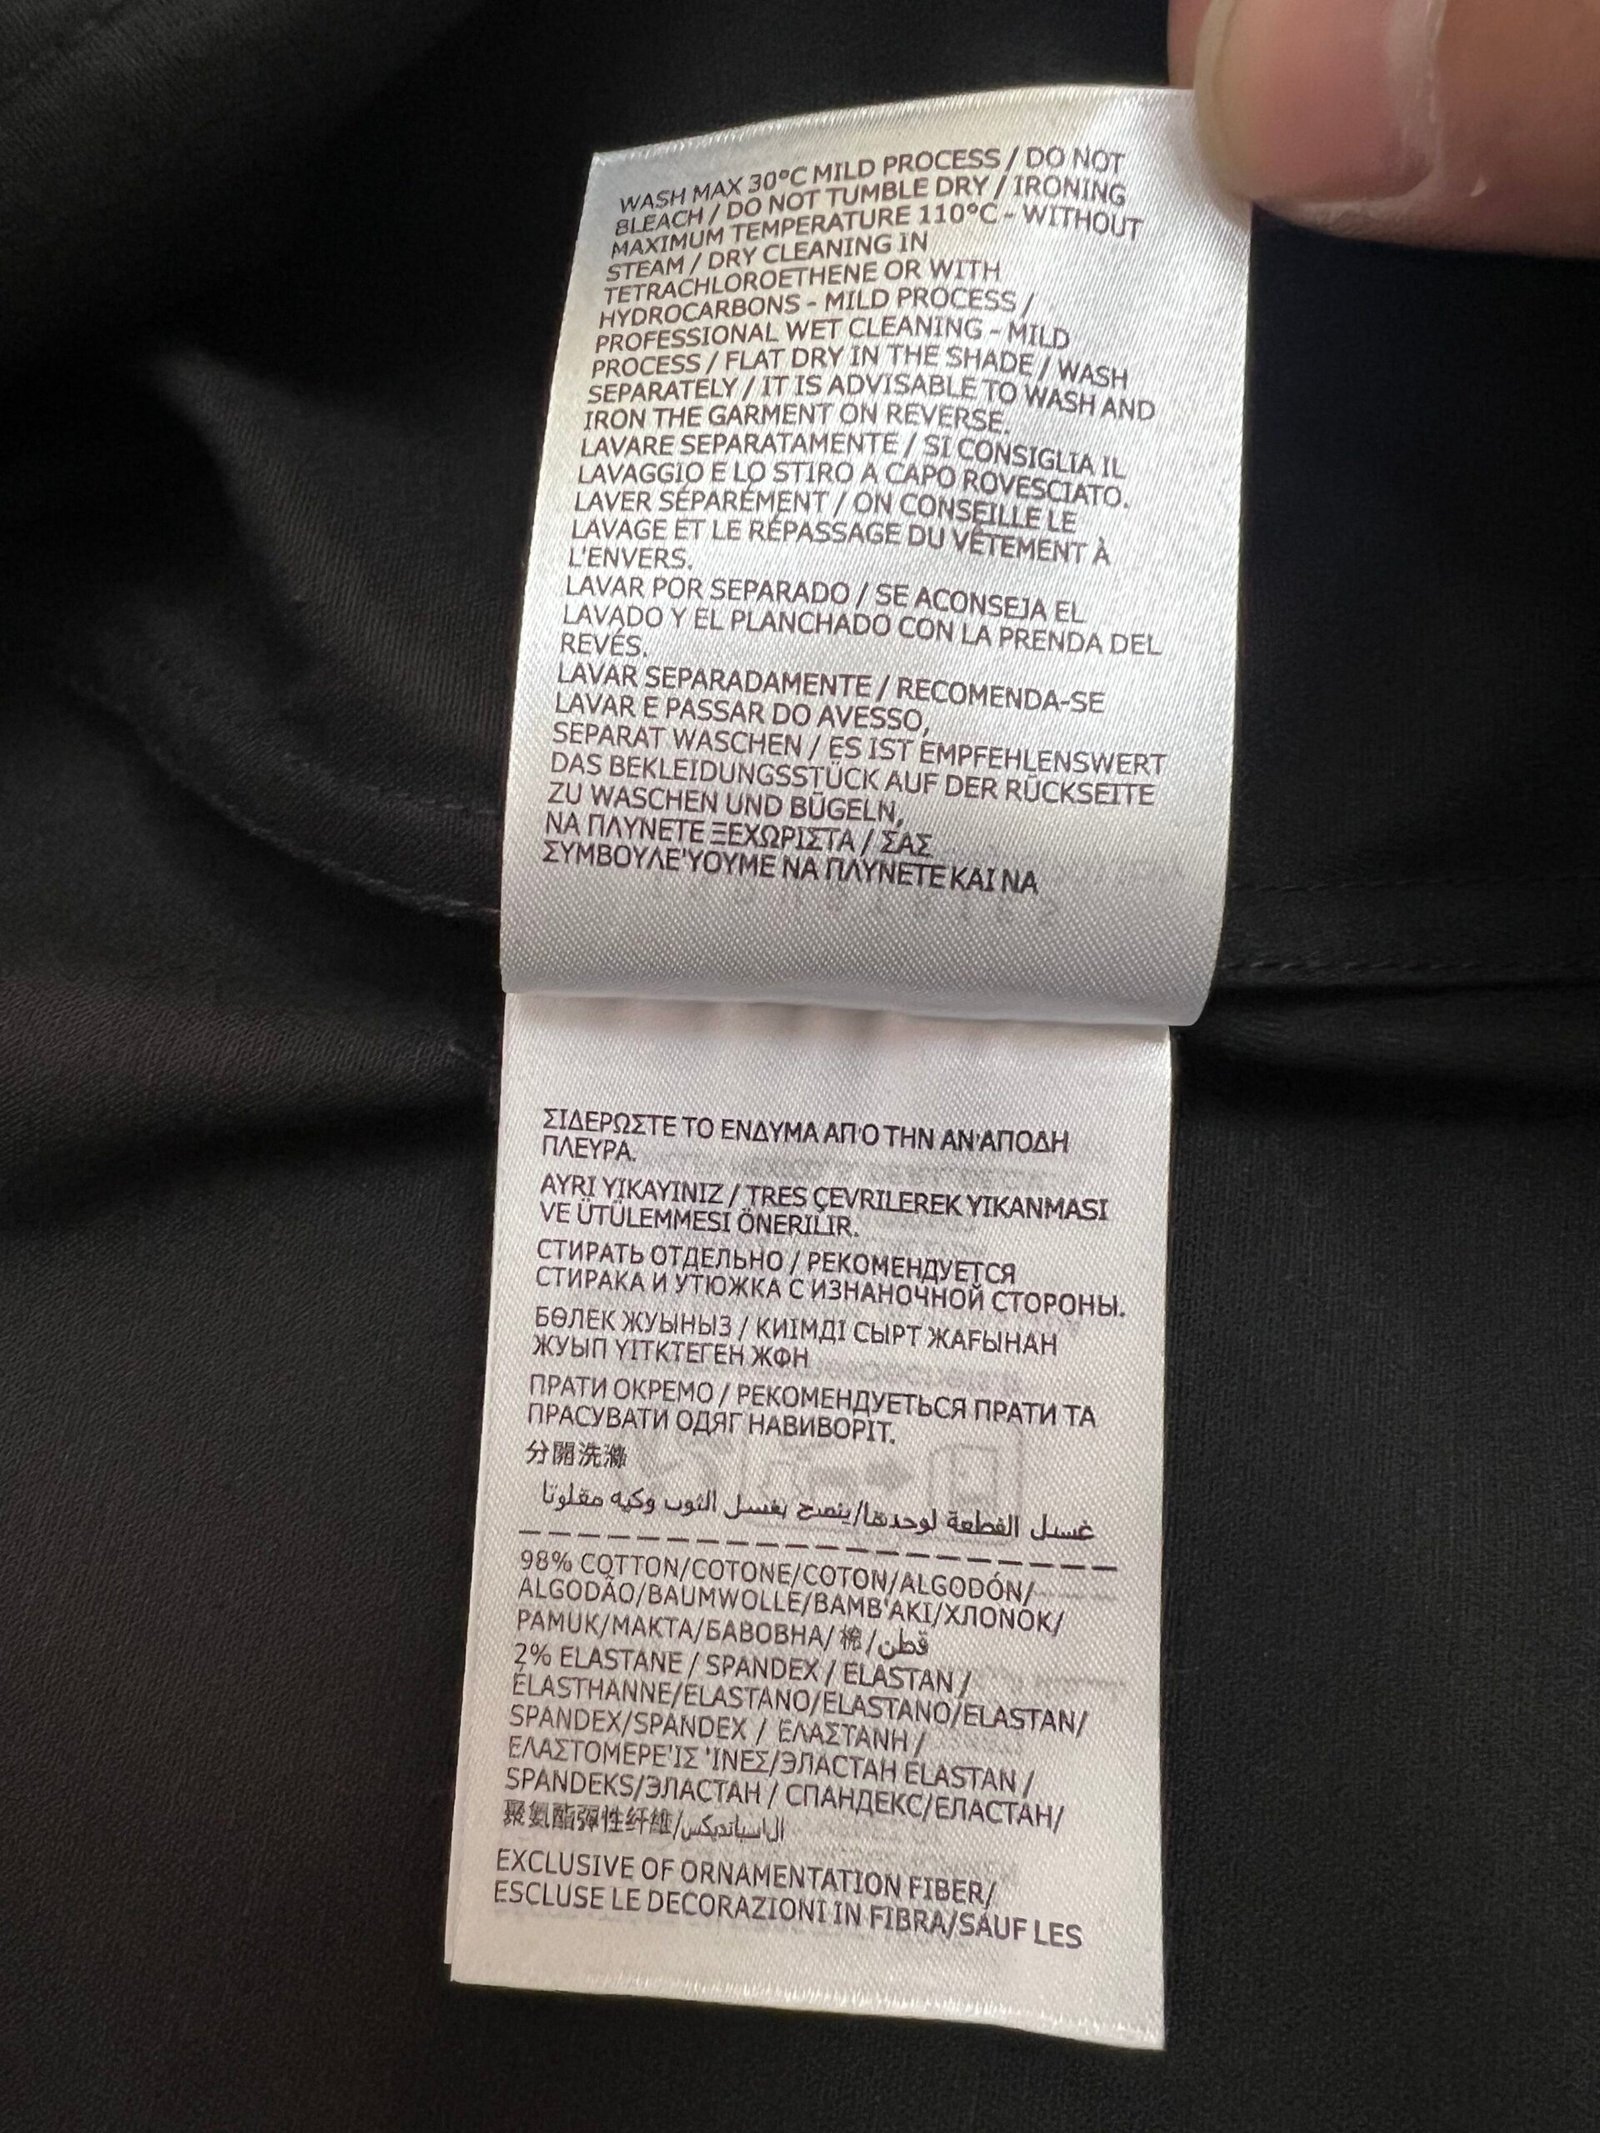 WASH MAX 30°C MILD PROCESS / DO NOT
BLEACH / DO NOT TUMBLE DRY / IRONING
MAXIMUM TEMPERATURE 110°C - WITHOUT
STEAM / DRY CLEANING IN
TETRACHLOROETHENE OR WITH
HYDROCARBONS - MILD PROCESS /
PROFESSIONAL WET CLEANING - MILD
PROCESS / FLAT DRY IN THE SHADE / WASH
SEPARATELY / IT IS ADVISABLE TO WASH AND
IRON THE GARMENT ON REVERSE.
LAVARE SEPARATAMENTE / SI CONSIGLIA IL
LAVAGGIO E LO STIRO A CAPO ROVESCIATO.
LAVER SÉPARÉMENT / ON CONSEILLE LE
LAVAGE ET LE RÉPASSAGE DU VÊTEMENT À
L'ENVERS.
LAVAR POR SEPARADO / SE ACONSEJA EL
LAVADO Y EL PLANCHADO CON LA PRENDA DEL
REVÉS.
LAVAR SEPARADAMENTE / RECOMENDA-SE
LAVAR E PASSAR DO AVESSO,
SEPARAT WASCHEN / ES IST EMPFEHLENSWERT
DAS BEKLEIDUNGSSTÜCK AUF DER RÜCKSEITE
ZU WASCHEN UND BÜGELN,
ΝΑ ΠΛΥΝΕΤΕ ΞΕΧΩΡΙΣΤΑ / ΣΑΣ
ΣΥΜΒΟΥΛΕ'ΥΟΥΜΕ ΝΑ ΠΛΥΝΕΤΕ ΚΑΙ ΝΑ
ΣΙΔΕΡΩΣΤΕ ΤΟ ΕΝΔΥΜΑ ΑΠ'Ο ΤΗΝ ΑΝ'ΑΠΟΔΗ
ΠΛΕΥΡΑ.
AYRI YIKAYINIZ / TRES ÇEVRILEREK YIKANMASI
VE ÜTÜLEMMESI ÖNERILIR.
СТИРАТЬ ОТДЕЛЬНО / РЕКОМЕНДУЕТСЯ
СТИРАКА И УТЮЖКА С ИЗНАНОЧНОЙ СТОРОНЫ.
БӨЛЕК ЖУЫНЫЗ / КИІМДІ СЫРТ ЖАҒЫНАН
ЖУЫП ҮІТКТЕГЕН ЖФН
ПРАТИ ОКРЕМО / РЕКОМЕНДУЕТЬСЯ ПРАТИ ТА
ПРАСУВАТИ ОДЯГ НАВИВОРІТ.
分開洗滌
غسل القطعة لوحدها/ينصح بغسل الثوب وكيه مقلوتا
98% COTTON/COTONE/COTON/ALGODÓN/
ALGODÃO/BAUMWOLLE/BAMB'AKI/ХЛОПОК/
PAMUK/МАКТА/БАВОВНА/棉/قطن
2% ELASTANE / SPANDEX / ELASTAN /
ÉLASTHANNE/ELASTANO/ELASTANO/ELASTAN/
SPANDEX/SPANDEX / ΕΛΑΣΤΑΝΗ /
ΕΛΑΣΤΟΜΕΡΕ'ΙΣ 'ΙΝΕΣ/ЭЛАСТАН ELASTAN /
SPANDEKS/ЭЛАСТАН / СПАНДЕКС/ЕЛАСТАН/
聚氨酯彈性纤維/الاسبانديكس
EXCLUSIVE OF ORNAMENTATION FIBER/
ESCLUSE LE DECORAZIONI IN FIBRA/SAUF LES